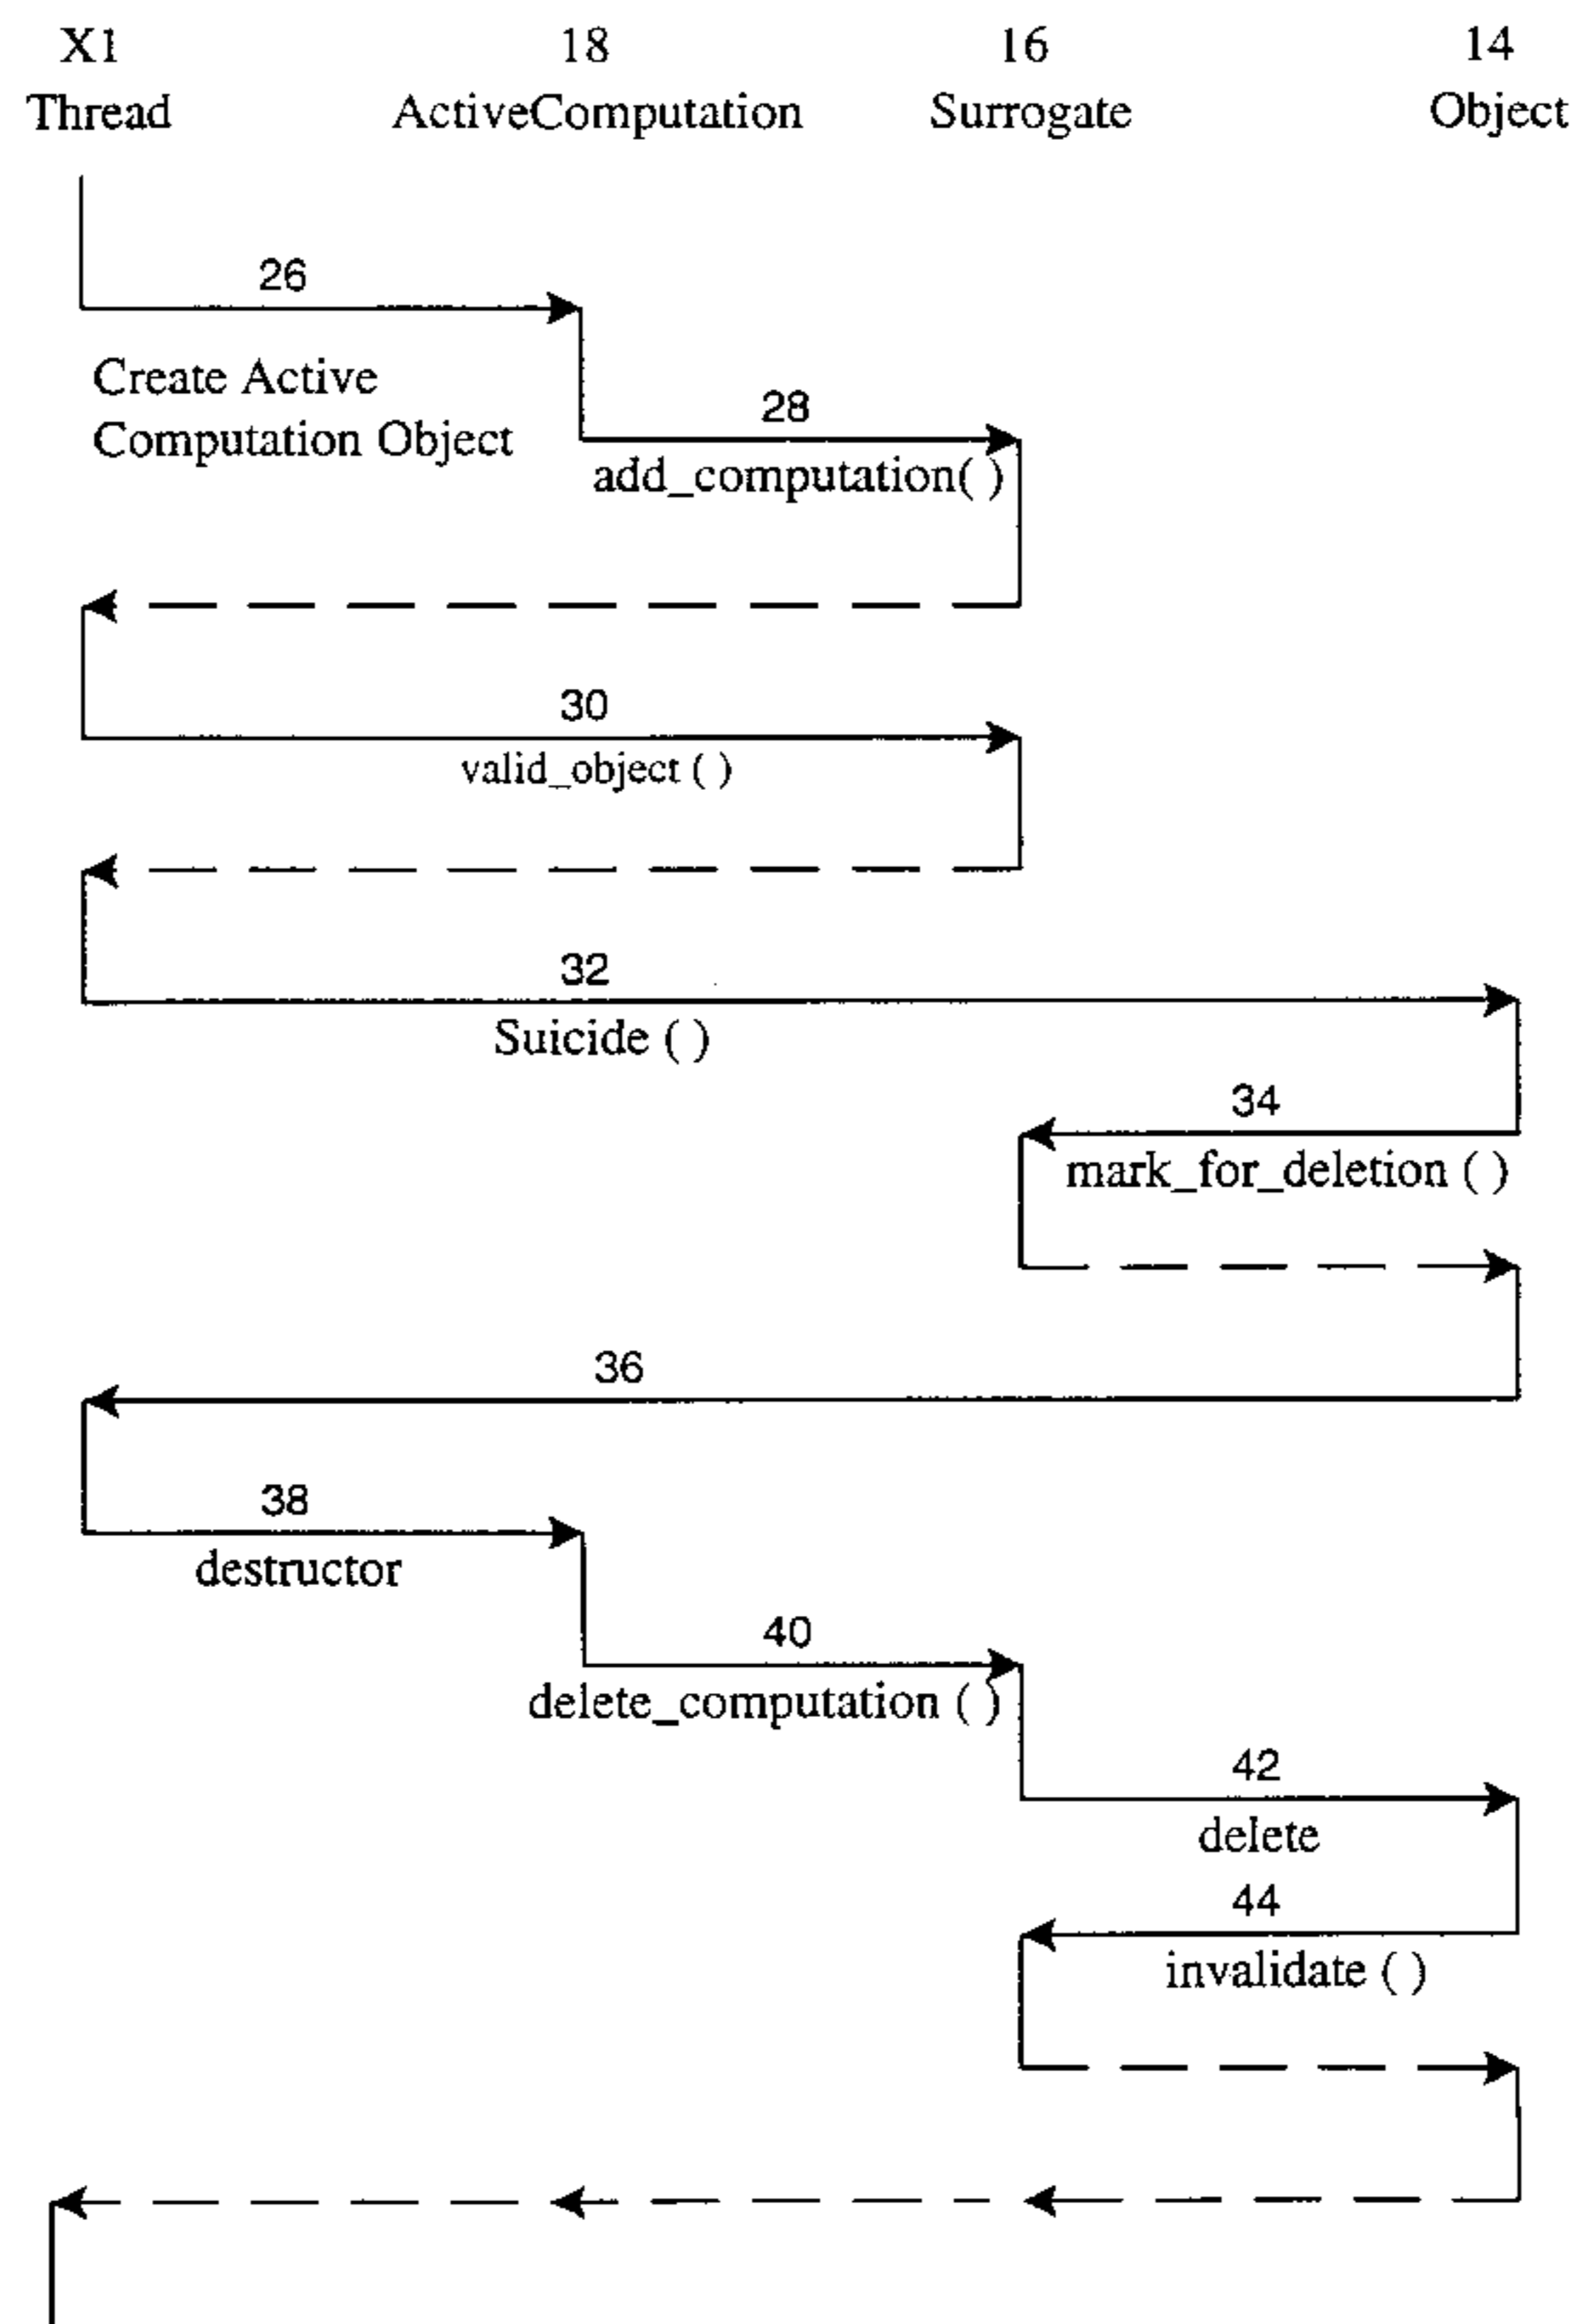 X1 18 16 14
Thread ActiveComputation Surrogate Object
26
Create Active
Computation Object
28
add_computation( )
30
valid_object ( )
32
Suicide ( )
34
mark_for_deletion ( )
36
38
destructor
40
delete_computation ( )
42
delete
44
invalidate ( )